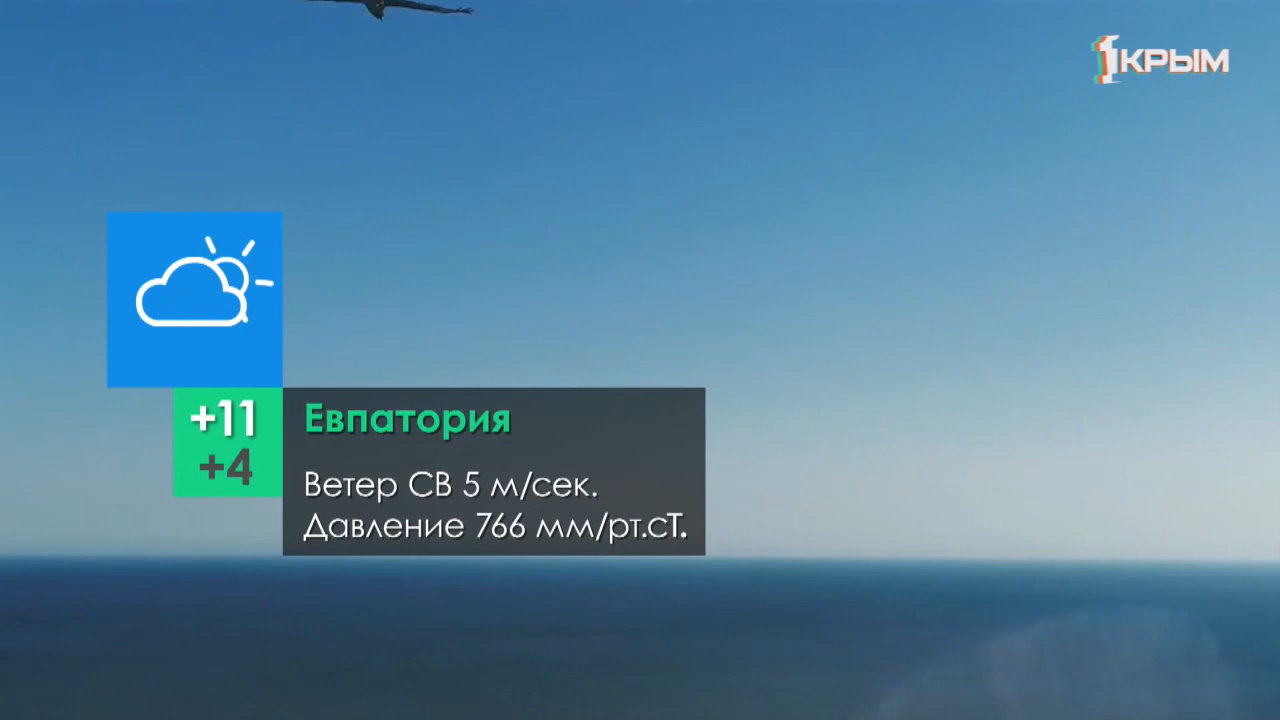 1КРЫМ
+11
+4
Евпатория
Ветер СВ 5 м/сек.
Давление 766 мм/рт.сТ.